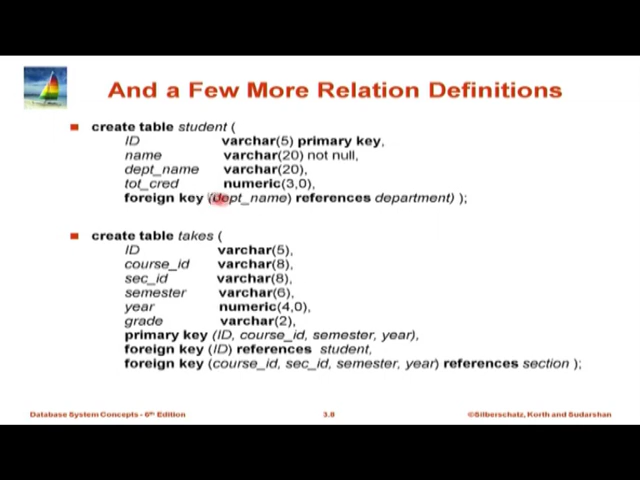 And a Few More Relation Definitions
create table student (
ID varchar(5) primary key,
name varchar(20) not null,
dept_name varchar(20),
tot_cred numeric(3,0),
foreign key (dept_name) references department) );
create table takes (
ID varchar(5),
course_id varchar(8),
sec_id varchar(8),
semester varchar(6),
year numeric(4,0),
grade varchar(2),
primary key (ID, course_id, semester, year),
foreign key (ID) references student,
foreign key (course_id, sec_id, semester, year) references section );
Database System Concepts - 6th Edition 3.8 ©Silberschatz, Korth and Sudarshan